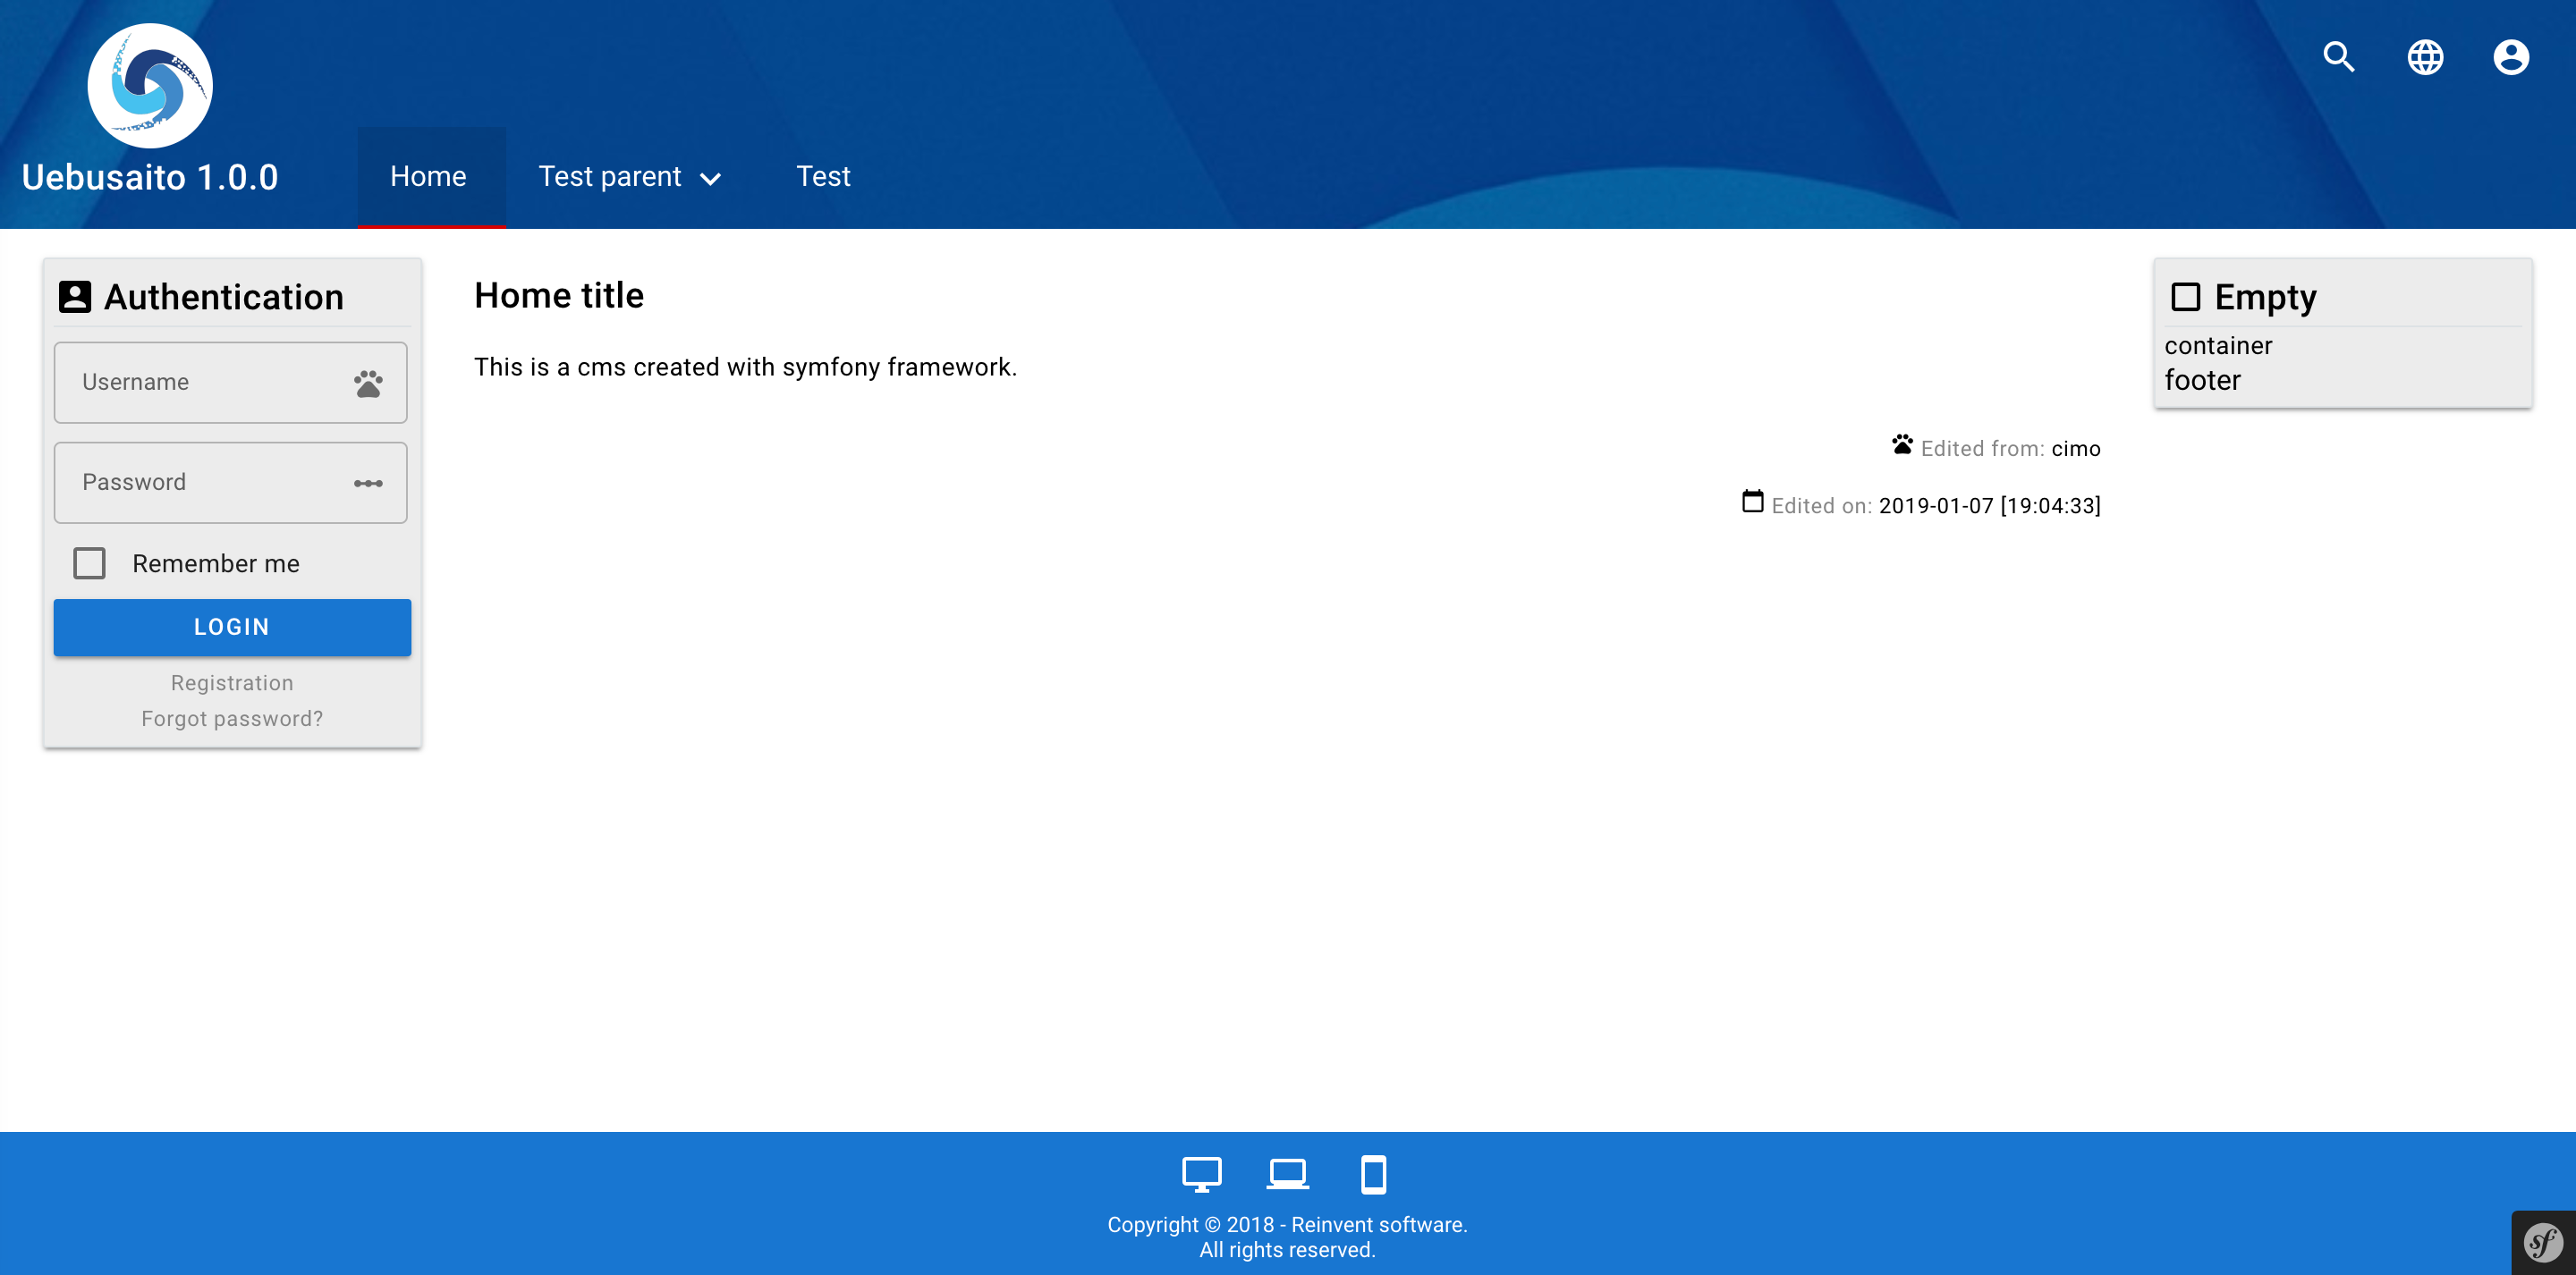 Uebusaito 1.0.0
Home
Test parent
Test
Authentication
Username
Password
Remember me
LOGIN
Registration
Forgot password?
Home title
This is a cms created with symfony framework.
Edited from: cimo
Edited on: 2019-01-07 [19:04:33]
Empty
container
footer
Copyright © 2018 - Reinvent software.
All rights reserved.
sf